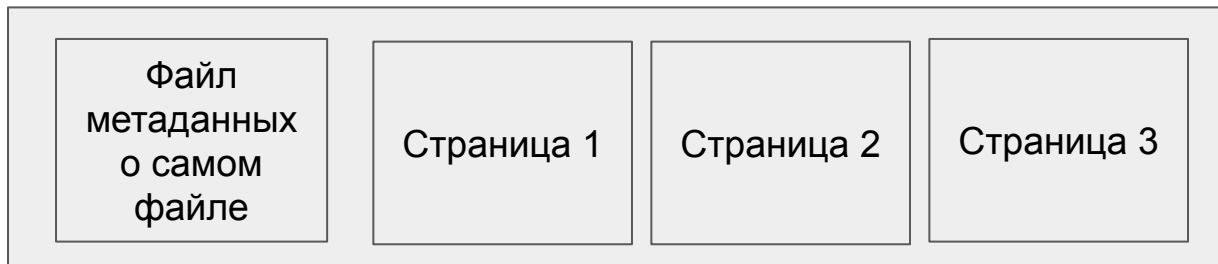 Файл
метаданных
о самом
файле
Страница 1
Страница 2
Страница 3